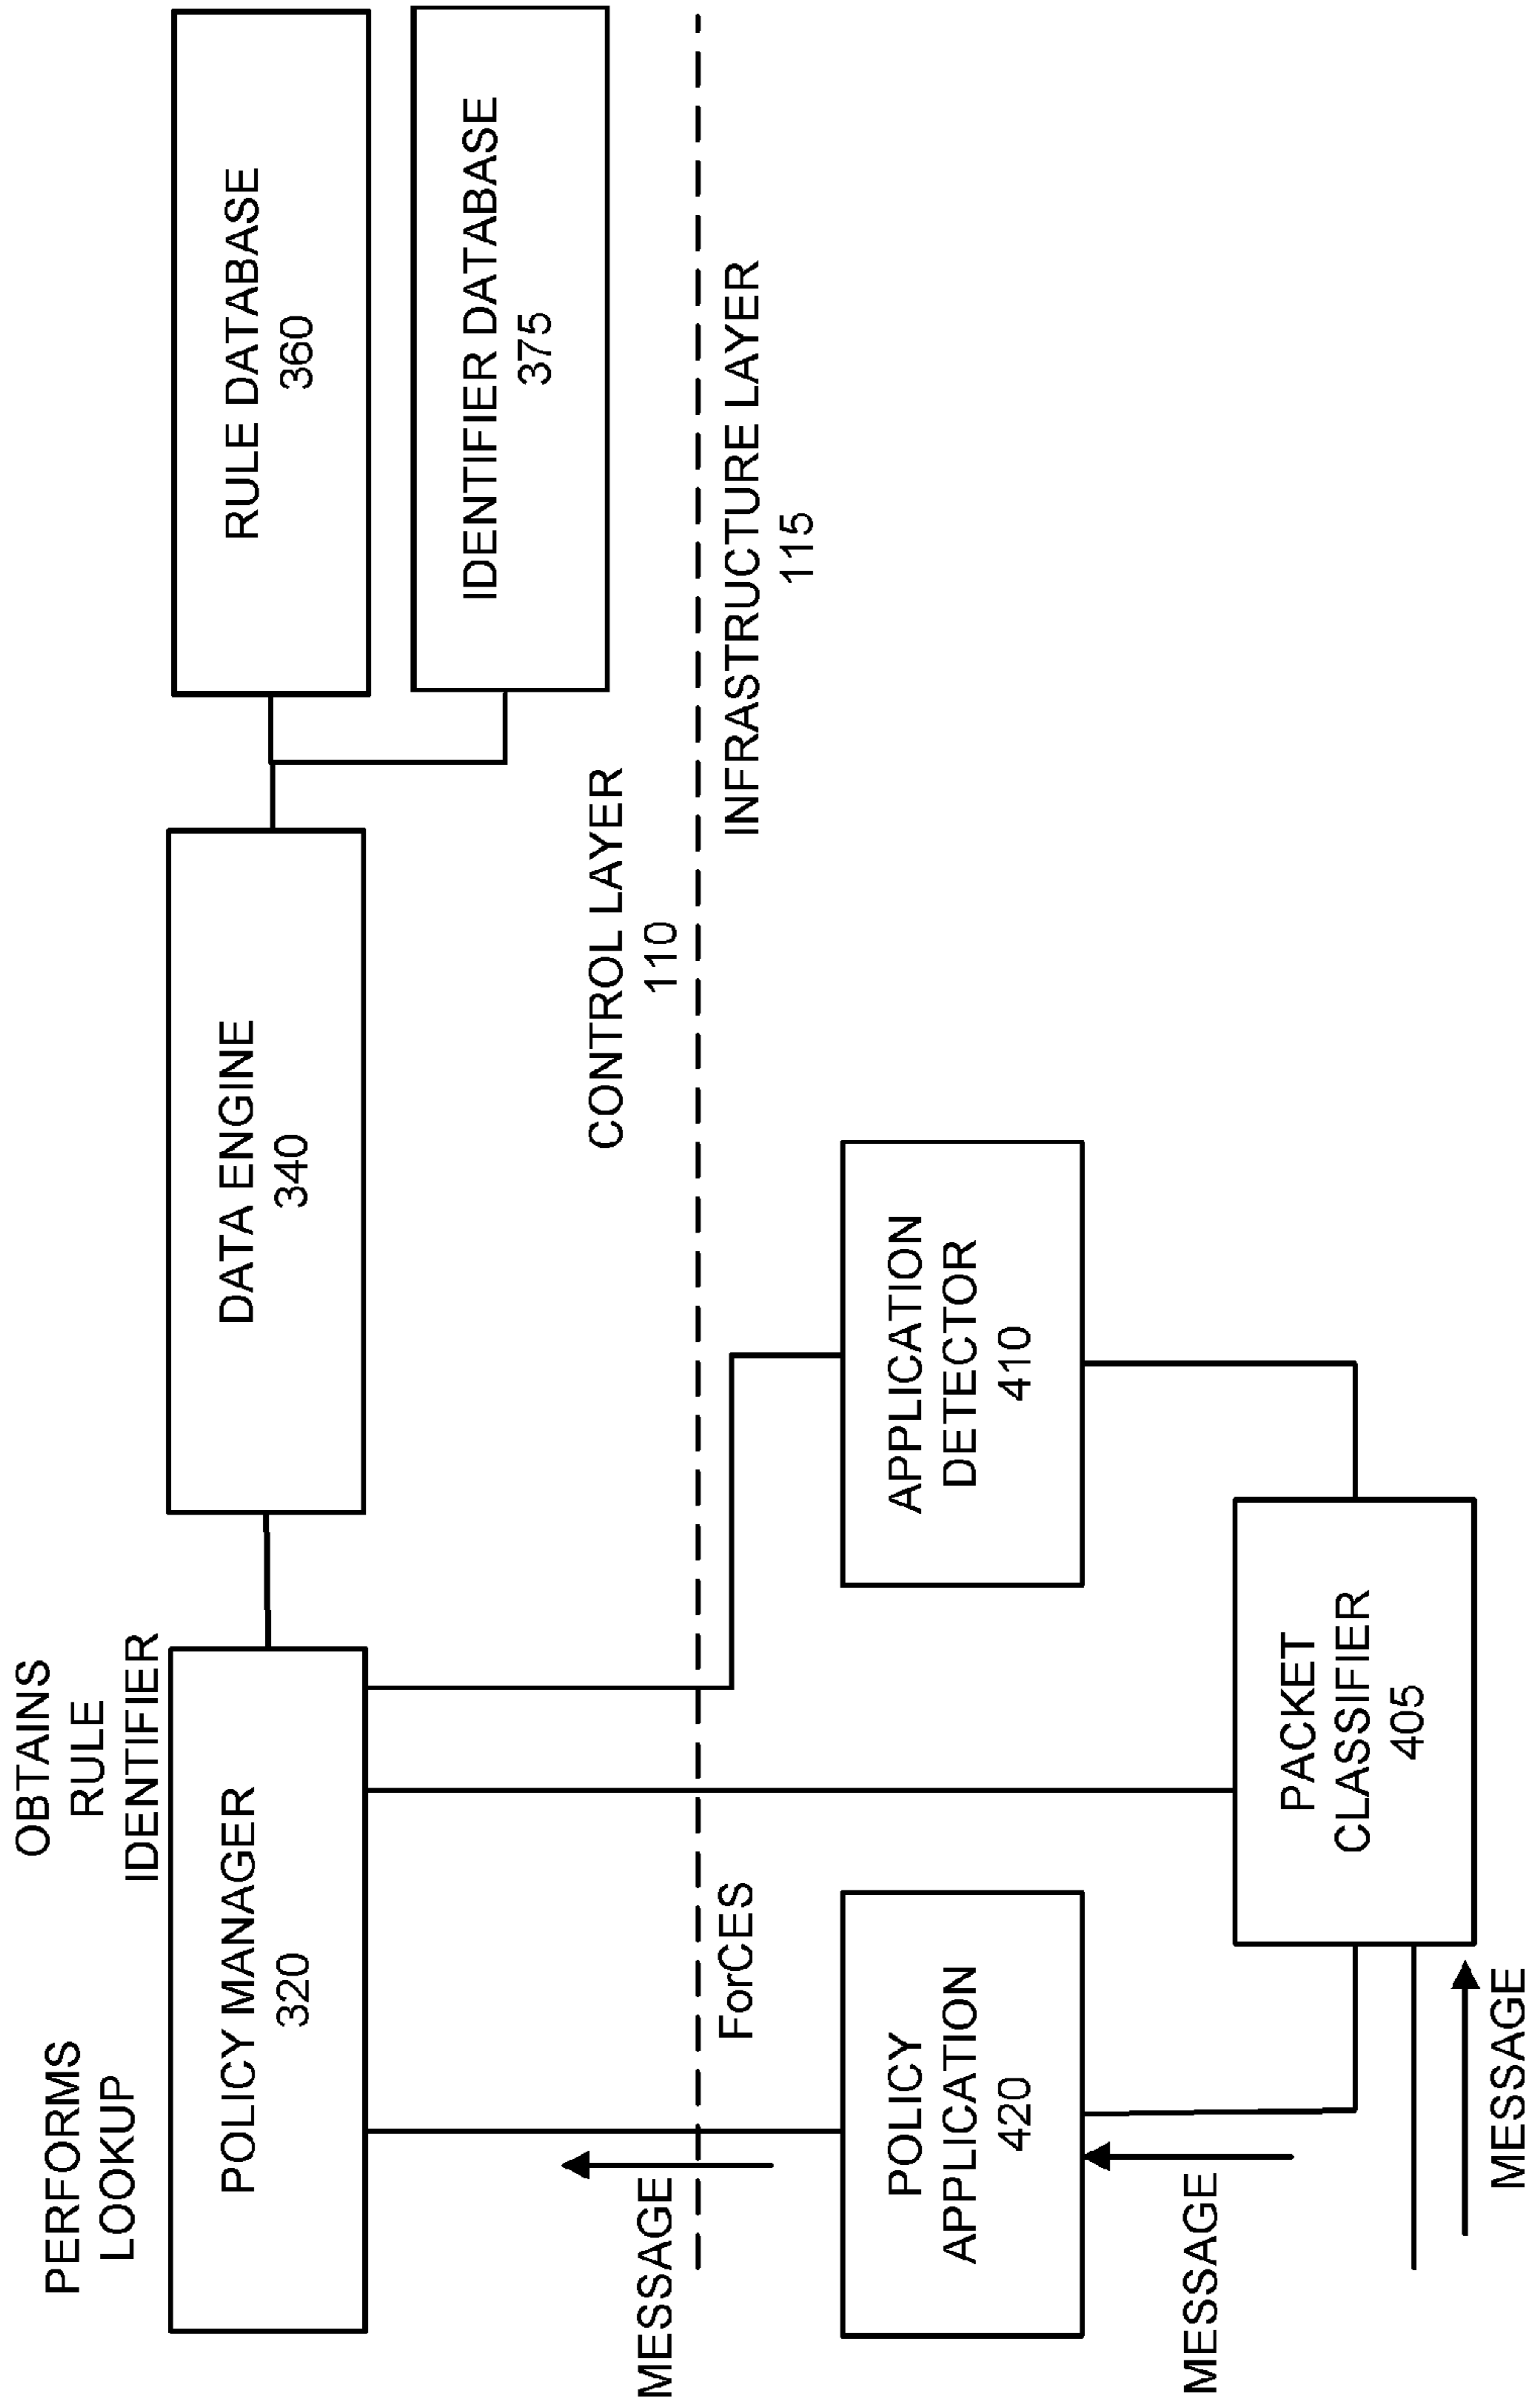 PERFORMS
LOOKUP
OBTAINS
RULE
IDENTIFIER
POLICY MANAGER
320
DATA ENGINE
340
RULE DATABASE
360
IDENTIFIER DATABASE
375
CONTROL LAYER
110
MESSAGE
ForCES
INFRASTRUCTURE LAYER
115
POLICY
APPLICATION
420
APPLICATION
DETECTOR
410
MESSAGE
PACKET
CLASSIFIER
405
MESSAGE